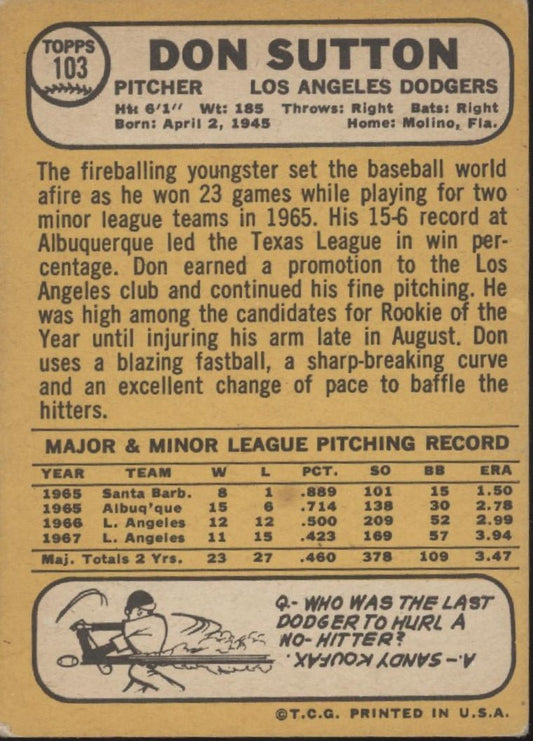 TOPPS
103
DON SUTTON
PITCHER LOS ANGELES DODGERS
Ht: 6'1" Wt: 185 Throws: Right Bats: Right
Born: April 2, 1945 Home: Molino, Fla.
The fireballing youngster set the baseball world
afire as he won 23 games while playing for two
minor league teams in 1965. His 15-6 record at
Albuquerque led the Texas League in win per-
centage. Don earned a promotion to the Los
Angeles club and continued his fine pitching. He
was high among the candidates for Rookie of the
Year until injuring his arm late in August. Don
uses a blazing fastball, a sharp-breaking curve
and an excellent change of pace to baffle the
hitters.
MAJOR & MINOR LEAGUE PITCHING RECORD
YEAR TEAM W L PCT. SO BB ERA
1965 Santa Barb. 8 1 .889 101 15 1.50
1965 Albuq'que 15 6 .714 138 30 2.78
1966 L. Angeles 12 12 .500 209 52 2.99
1967 L. Angeles 11 15 .423 169 57 3.94
Maj. Totals 2 Yrs. 23 27 .460 378 109 3.47
Q.- WHO WAS THE LAST
DODGER TO HURL A
NO-HITTER?
A.- SANDY KOUFAX.
©T.C.G. PRINTED IN U.S.A.